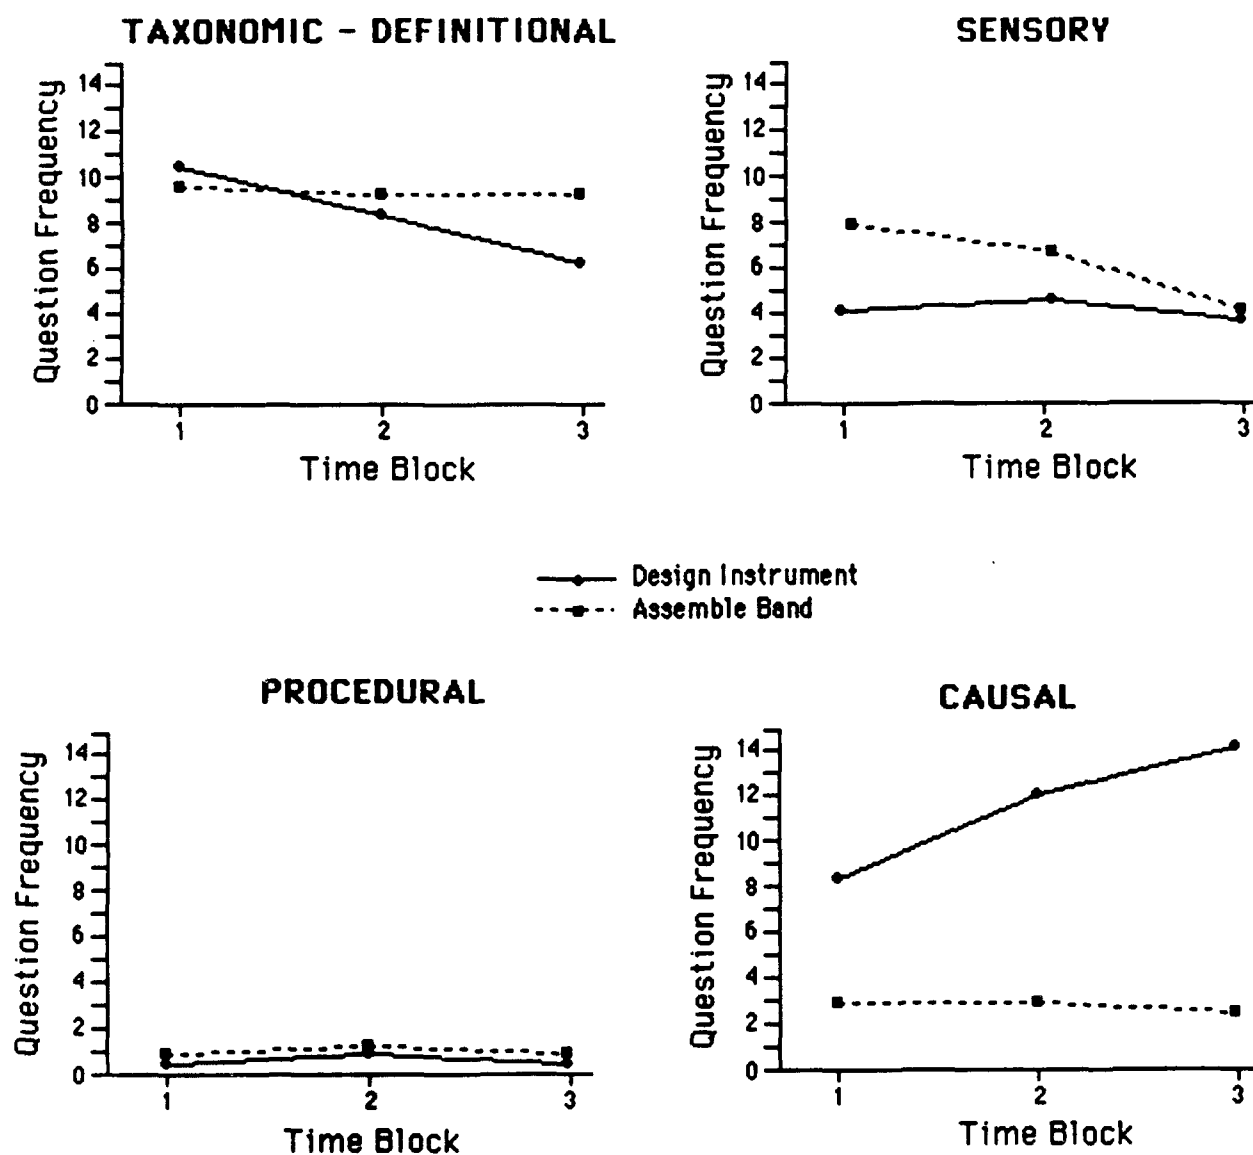 TAXONOMIC - DEFINITIONAL
Question Frequency
14
12
10
8
6
4
2
0
1 2 3
Time Block
SENSORY
Question Frequency
14
12
10
8
6
4
2
0
1 2 3
Time Block
Design Instrument
Assemble Band
PROCEDURAL
Question Frequency
14
12
10
8
6
4
2
0
1 2 3
Time Block
CAUSAL
Question Frequency
14
12
10
8
6
4
2
0
1 2 3
Time Block